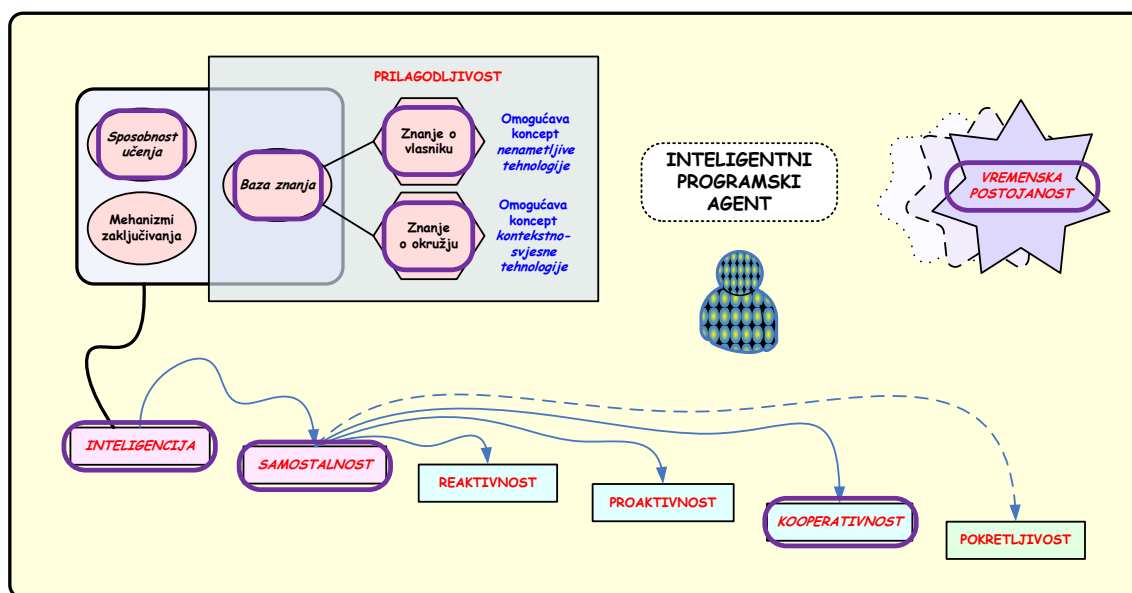 PRILAGODLJIVOST
Sposobnost
učenja
Mehanizmi
zaključivanja
Baza znanja
Znanje o
vlasniku
Znanje
o okružju
Omogućava
koncept
nenametljive
tehnologije
Omogućava
koncept
kontekstno-
svjesne
tehnologije
INTELIGENTNI
PROGRAMSKI
AGENT
VREMENSKA
POSTOJANOST
INTELIGENCIJA
SAMOSTALNOST
REAKTIVNOST
PROAKTIVNOST
KOOPERATIVNOST
POKRETLJIVOST